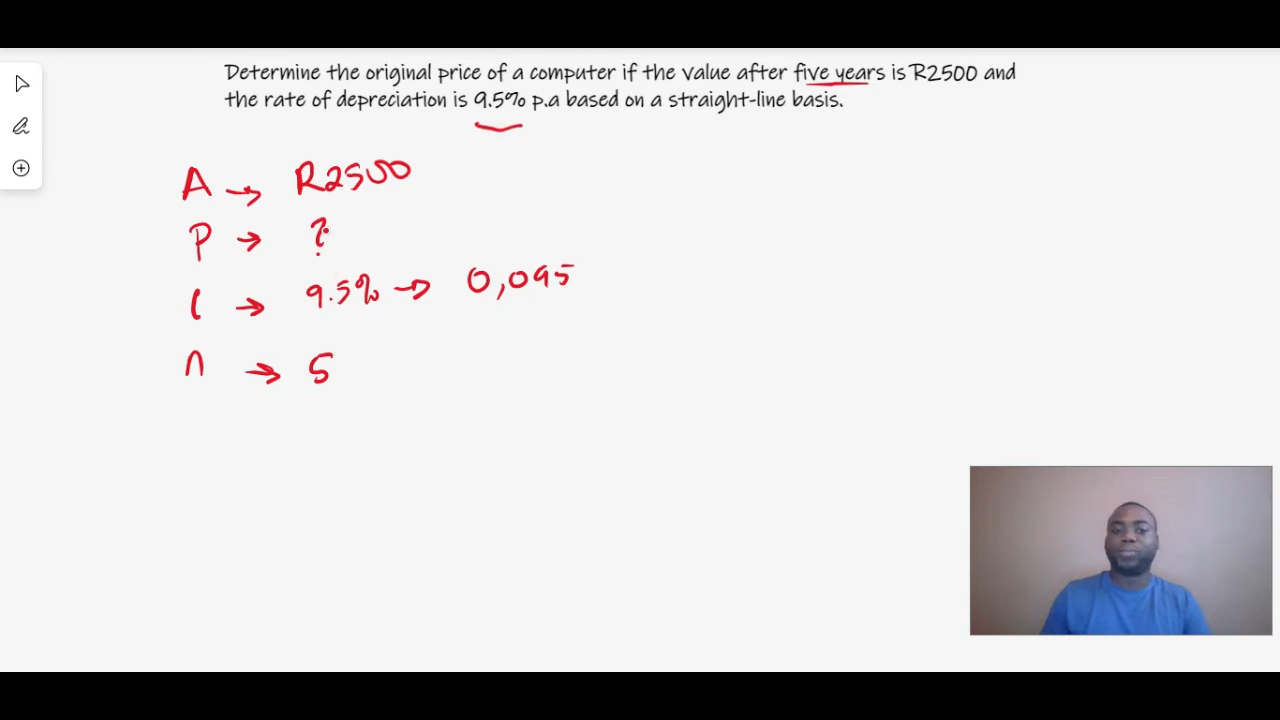 Determine the original price of a computer if the value after five years is R2500 and
the rate of depreciation is 9.5% p.a based on a straight-line basis.
A → R2500
P → ?
i → 9.5% → 0,095
n → 5